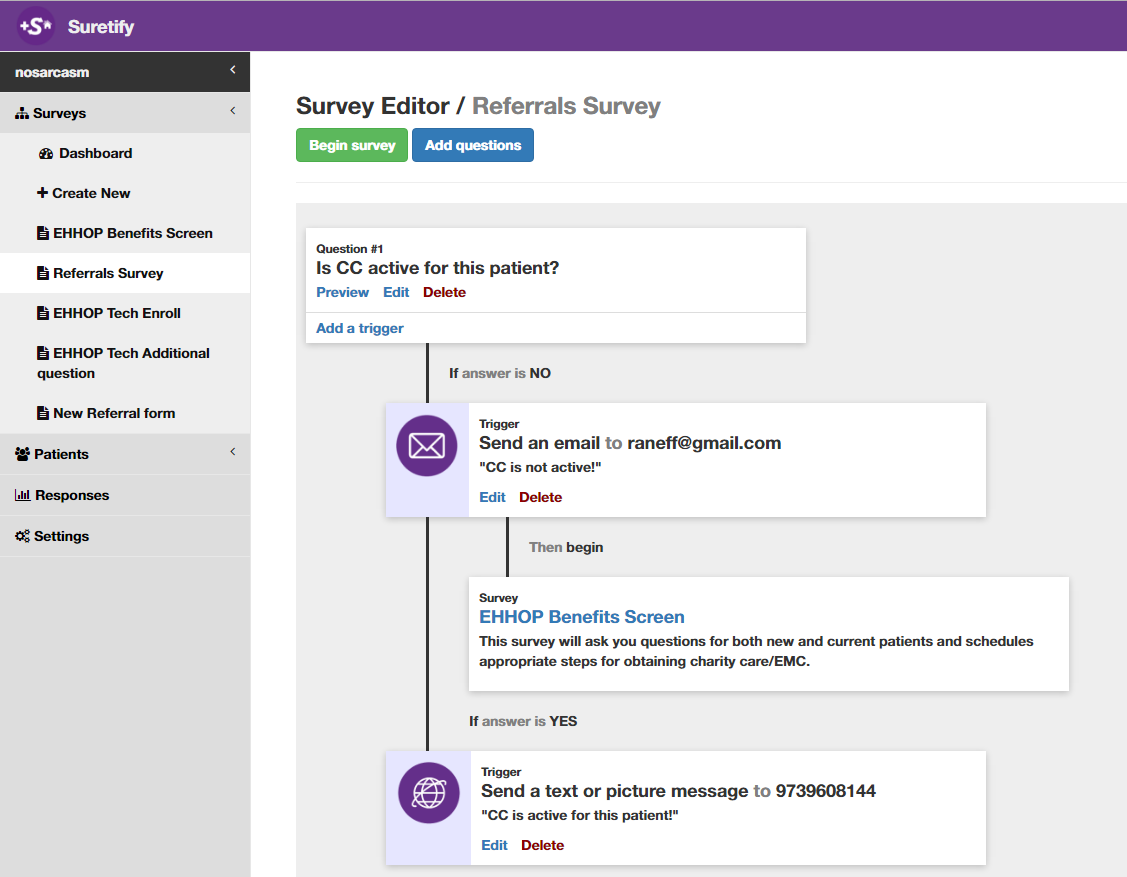 +S
Suretify
nosarcasm
Surveys
Dashboard
Create New
EHHOP Benefits Screen
Referrals Survey
EHHOP Tech Enroll
EHHOP Tech Additional
question
New Referral form
Patients
Responses
Settings
Survey Editor / Referrals Survey
Begin survey
Add questions
Question #1
Is CC active for this patient?
Preview Edit Delete
Add a trigger
If answer is NO
Trigger
Send an email to raneff@gmail.com
"CC is not active!"
Edit Delete
Then begin
Survey
EHHOP Benefits Screen
This survey will ask you questions for both new and current patients and schedules
appropriate steps for obtaining charity care/EMC.
If answer is YES
Trigger
Send a text or picture message to 9739608144
"CC is active for this patient!"
Edit Delete